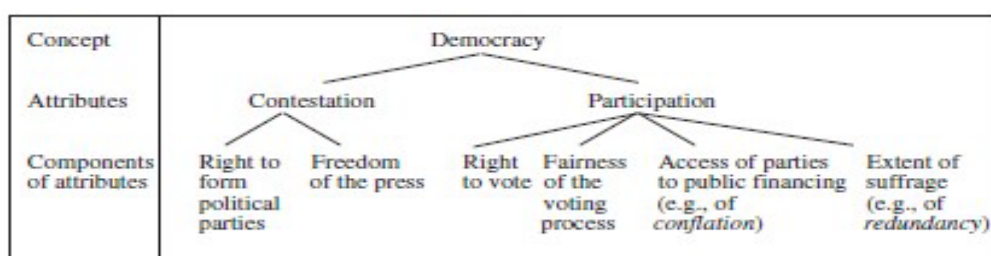 Concept Democracy
Attributes Contestation Participation
Components Right to Freedom Right Fairness Access of parties Extent of
of attributes form of the press to vote of the to public financing suffrage
political voting (e.g., of (e.g., of
parties process conflation) redundancy)